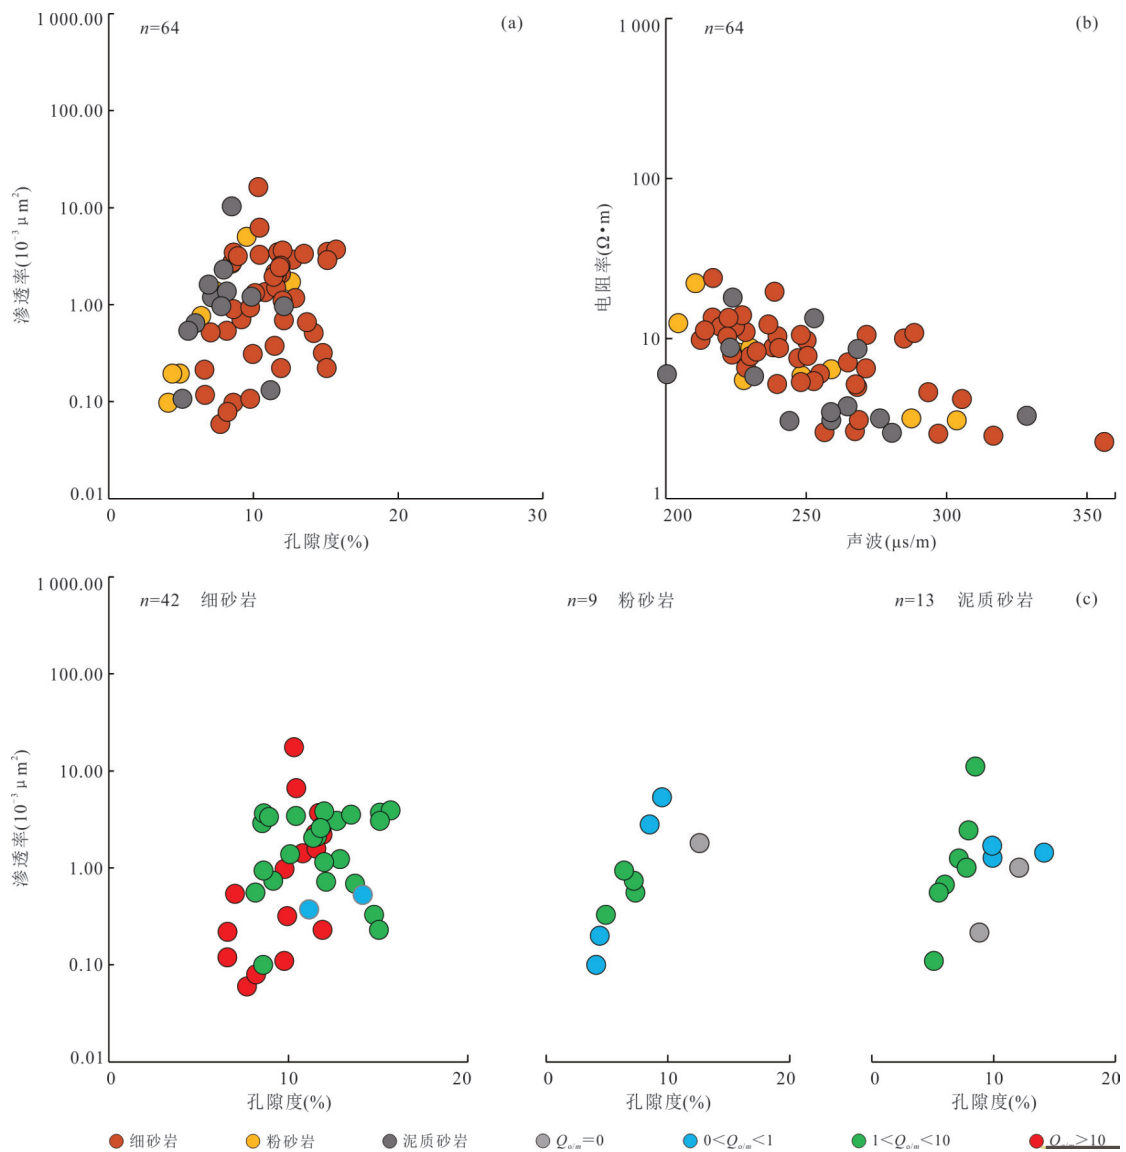 1 000.00
n=64
(a)
100.00
10.00
1.00
0.10
0.01
渗透率(10⁻³ μm²)
0
10
20
30
孔隙度(%)
1 000
n=64
(b)
100
10
1
电阻率(Ω•m)
200
250
300
350
声波(μs/m)
1 000.00
n=42 细砂岩
n=9 粉砂岩
n=13 泥质砂岩
(c)
100.00
10.00
1.00
0.10
0.01
渗透率(10⁻³ μm²)
0
10
20
0
10
20
0
10
20
孔隙度(%)
孔隙度(%)
孔隙度(%)
细砂岩
粉砂岩
泥质砂岩
Qo/m=0
0<Qo/m<1
1<Qo/m<10
Qo/m>10